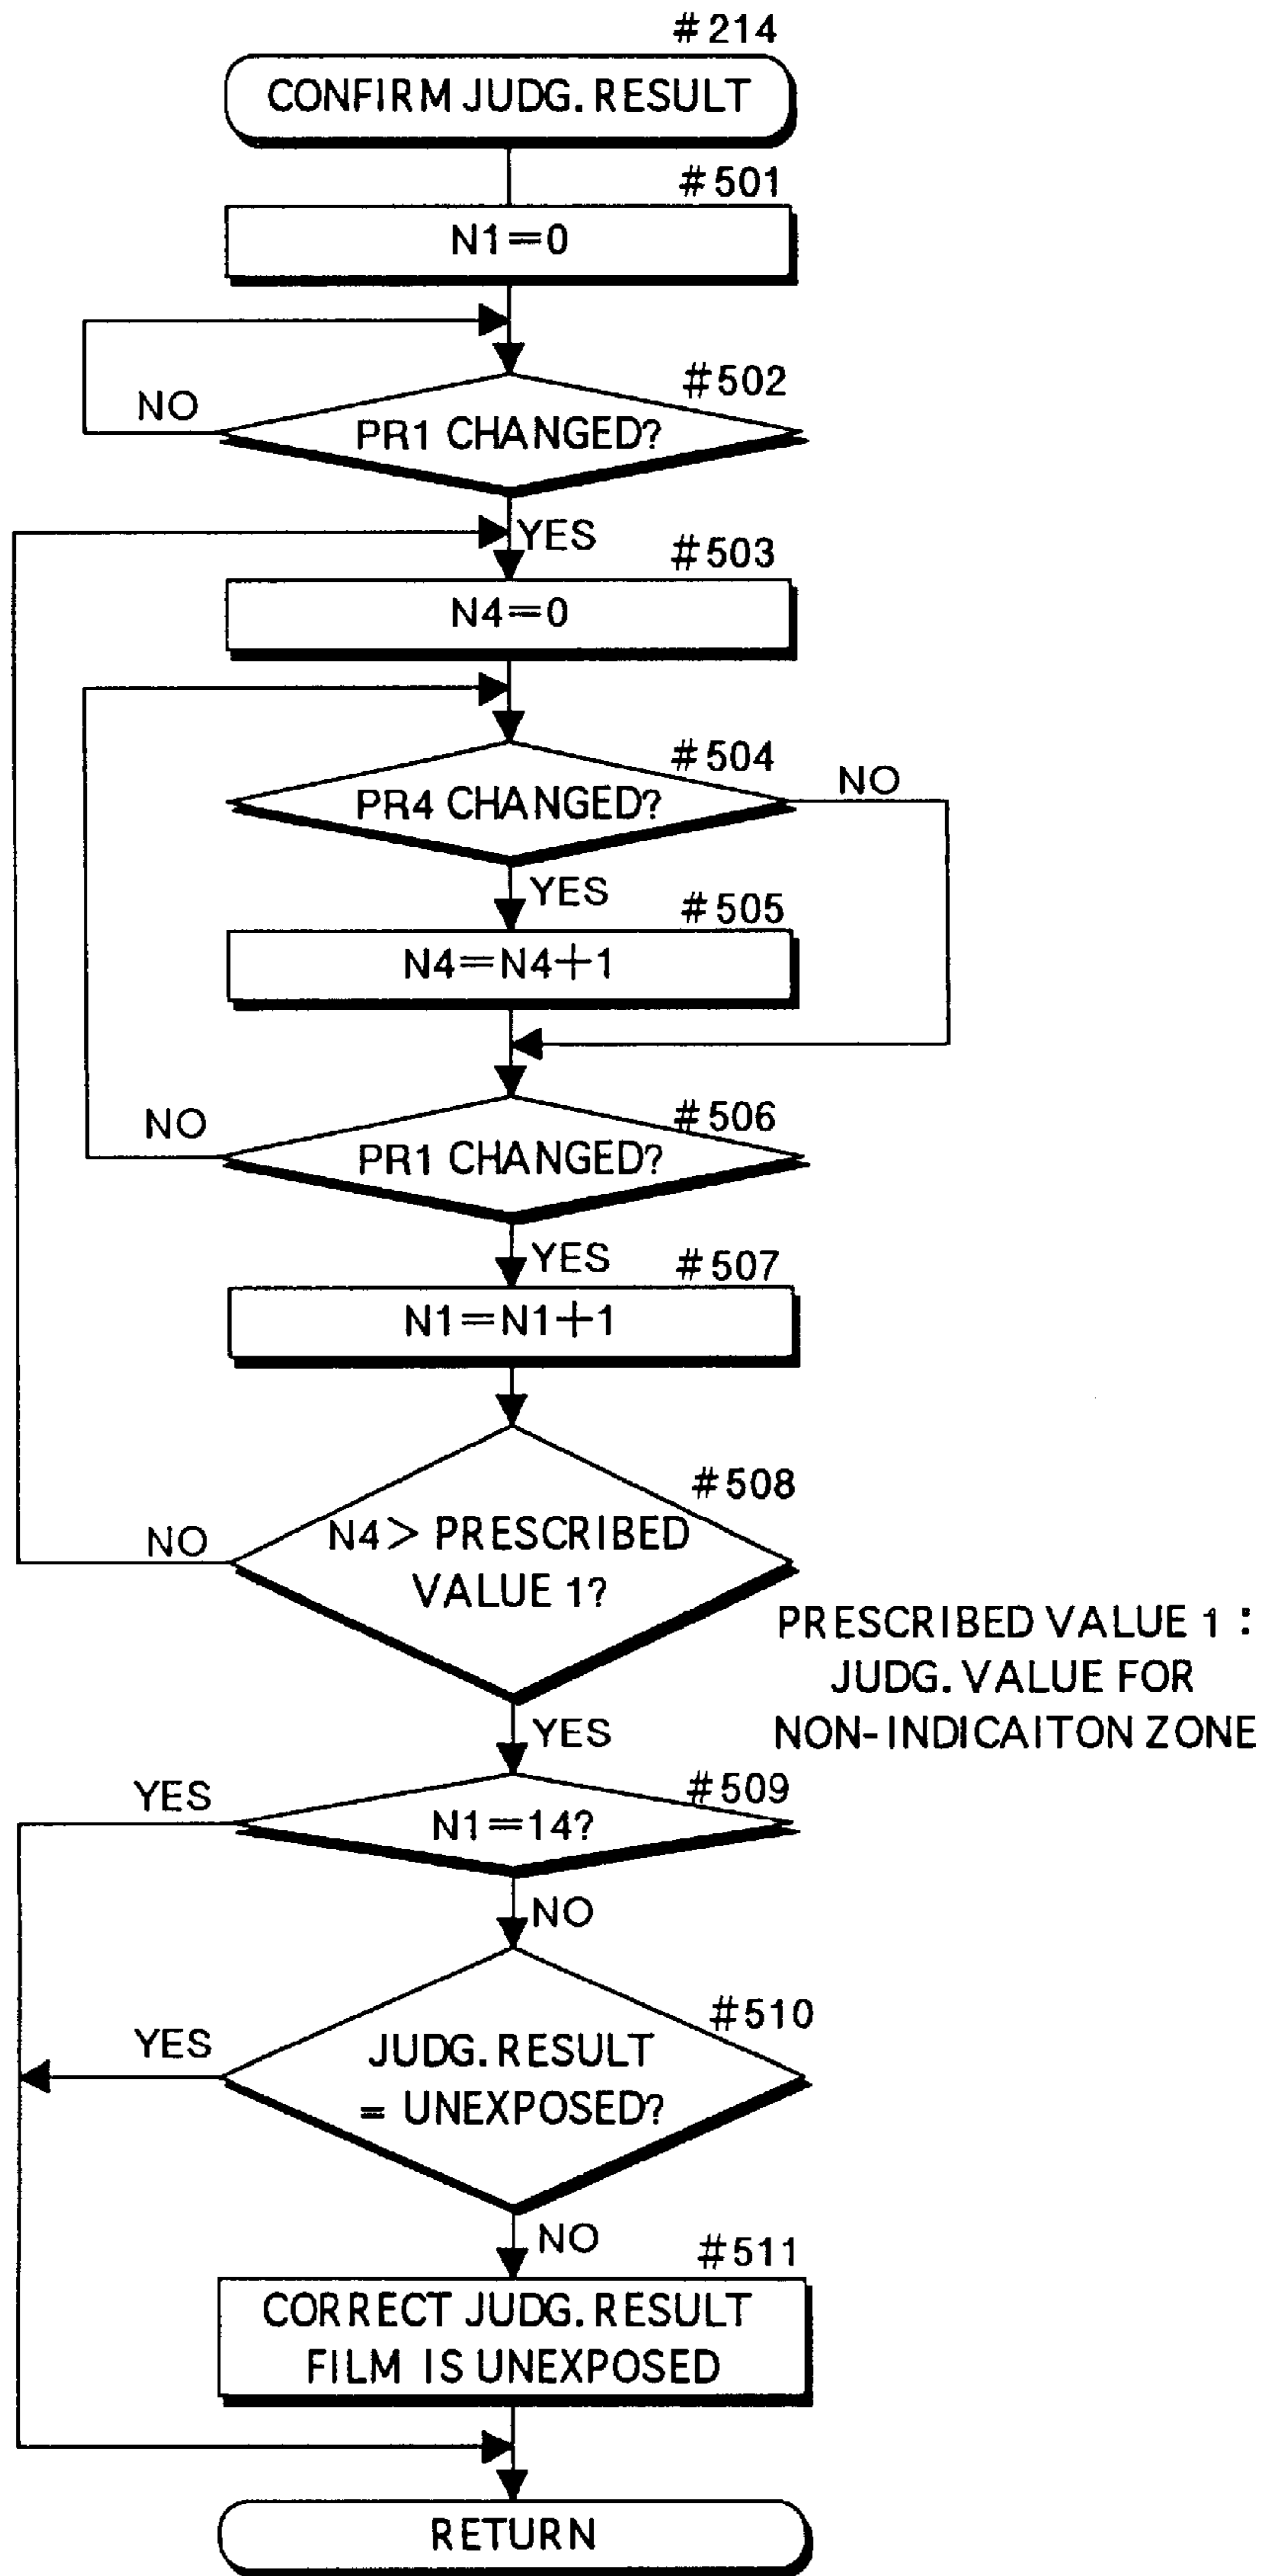 #214
CONFIRM JUDG. RESULT
#501
N1=0
#502
NO
PR1 CHANGED?
YES
#503
N4=0
#504
NO
PR4 CHANGED?
YES
#505
N4=N4+1
#506
NO
PR1 CHANGED?
YES
#507
N1=N1+1
#508
NO
N4> PRESCRIBED
VALUE 1?
PRESCRIBED VALUE 1 :
JUDG. VALUE FOR
NON-INDICAITON ZONE
YES
#509
YES
N1=14?
NO
#510
YES
JUDG. RESULT
= UNEXPOSED?
NO
#511
CORRECT JUDG. RESULT
FILM IS UNEXPOSED
RETURN